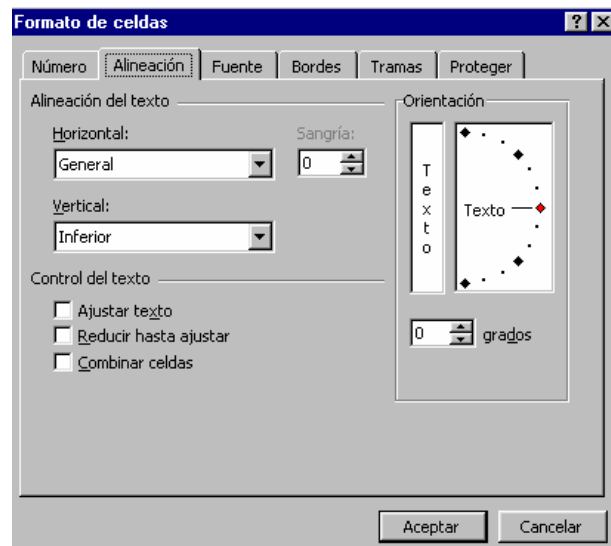 Formato de celdas
Número Alineación Fuente Bordes Tramas Proteger
Alineación del texto
Horizontal:
General
Sangría:
0
Vertical:
Inferior
Control del texto
Ajustar texto
Reducir hasta ajustar
Combinar celdas
Orientación
Texto
Texto
0 grados
Aceptar Cancelar